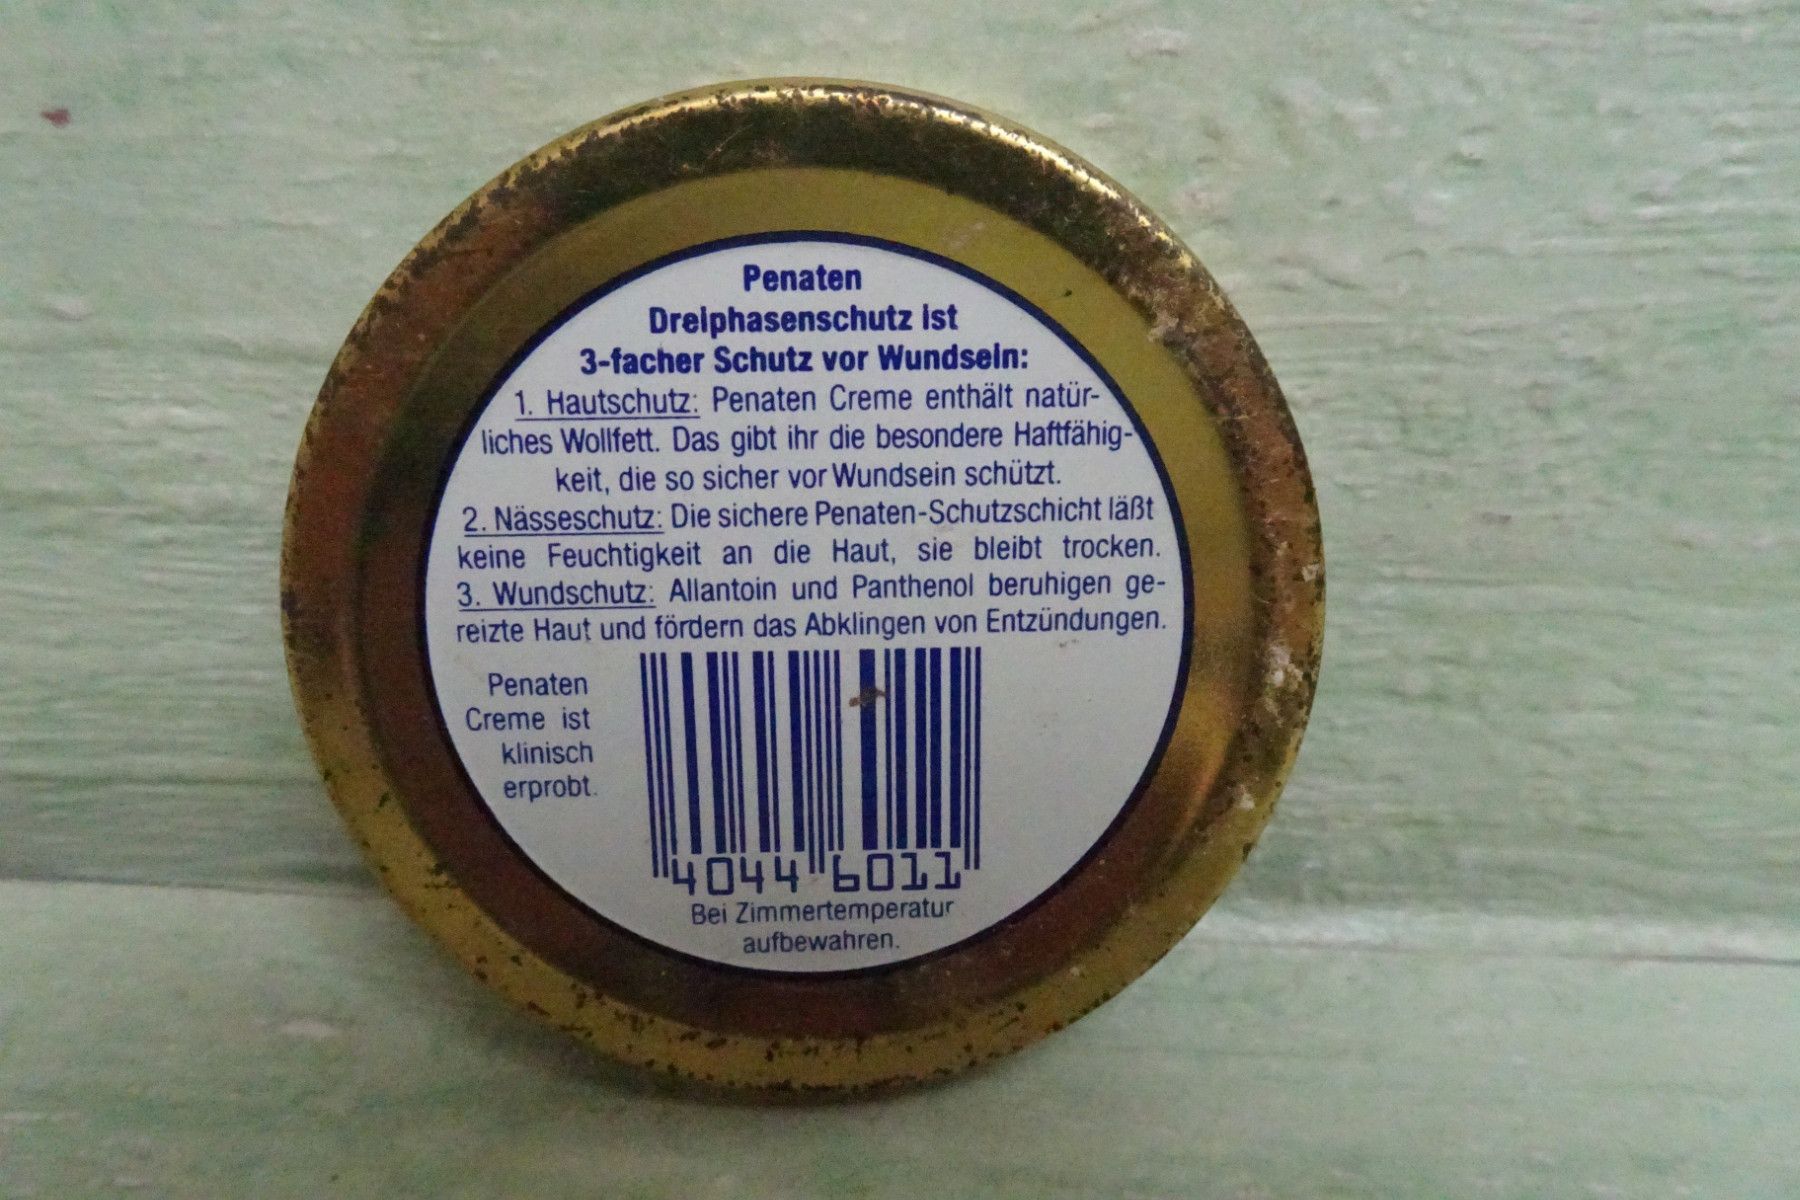 Penaten
Dreiphasenschutz ist
3-facher Schutz vor Wundsein:
1. Hautschutz: Penaten Creme enthält natür-
liches Wollfett. Das gibt ihr die besondere Haftfähig-
keit, die so sicher vor Wundsein schützt.
2. Nässeschutz: Die sichere Penaten-Schutzschicht läßt
keine Feuchtigkeit an die Haut, sie bleibt trocken.
3. Wundschutz: Allantoin und Panthenol beruhigen ge-
reizte Haut und fördern das Abklingen von Entzündungen.
Penaten
Creme ist
klinisch
erprobt.
4044 6011
Bei Zimmertemperatur
aufbewahren.